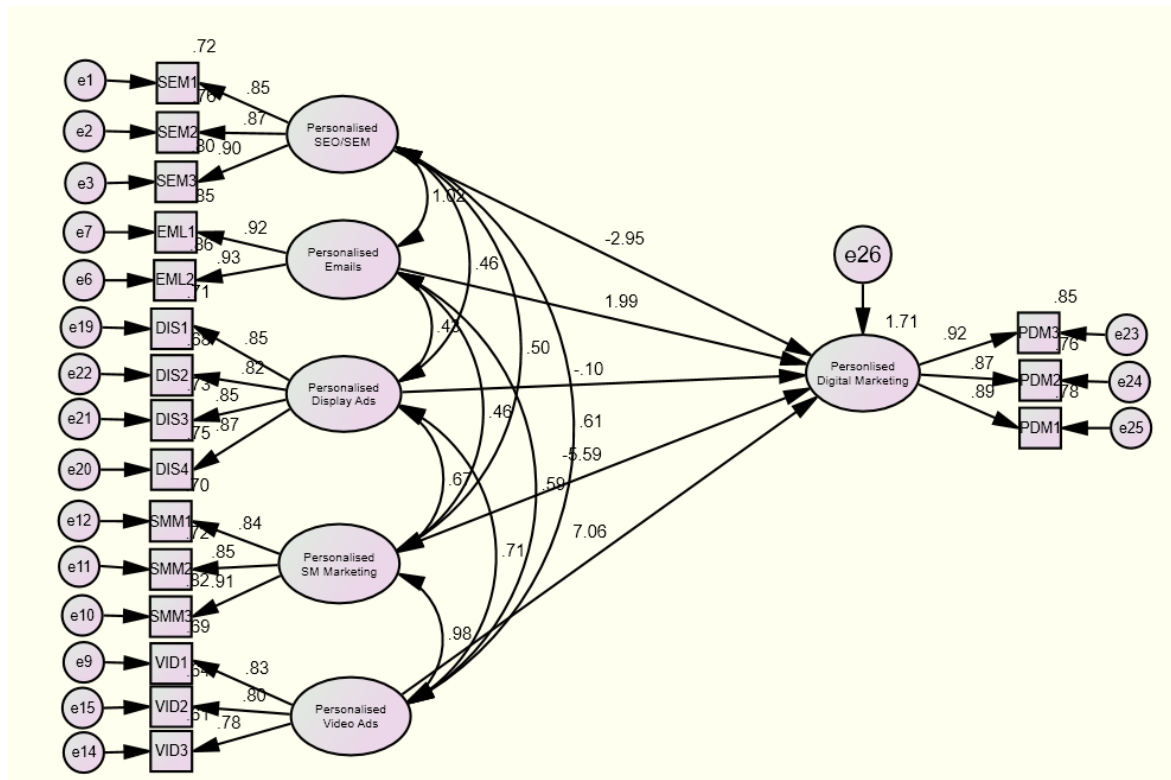 .72
e1
SEM1
.85
.76
e2
SEM2
.87
.80
.90
e3
SEM3
Personalised
SEO/SEM
.85
e7
EML1
.92
.86
e6
EML2
.93
Personalised
Emails
.71
e19
DIS1
.85
.68
e22
DIS2
.82
.73
e21
DIS3
.85
.75
.87
e20
DIS4
Personalised
Display Ads
.70
e12
SMM1
.84
.72
e11
SMM2
.85
.82
.91
e10
SMM3
Personalised
SM Marketing
.69
e9
VID1
.83
.64
e15
VID2
.80
.61
.78
e14
VID3
Personalised
Video Ads
1.02
.46
.50
.61
.46
.59
.67
.71
.98
-2.95
1.99
-.10
-5.59
7.06
e26
1.71
Personlised
Digital Marketing
.85
.92
PDM3
e23
.76
.87
PDM2
e24
.78
.89
PDM1
e25